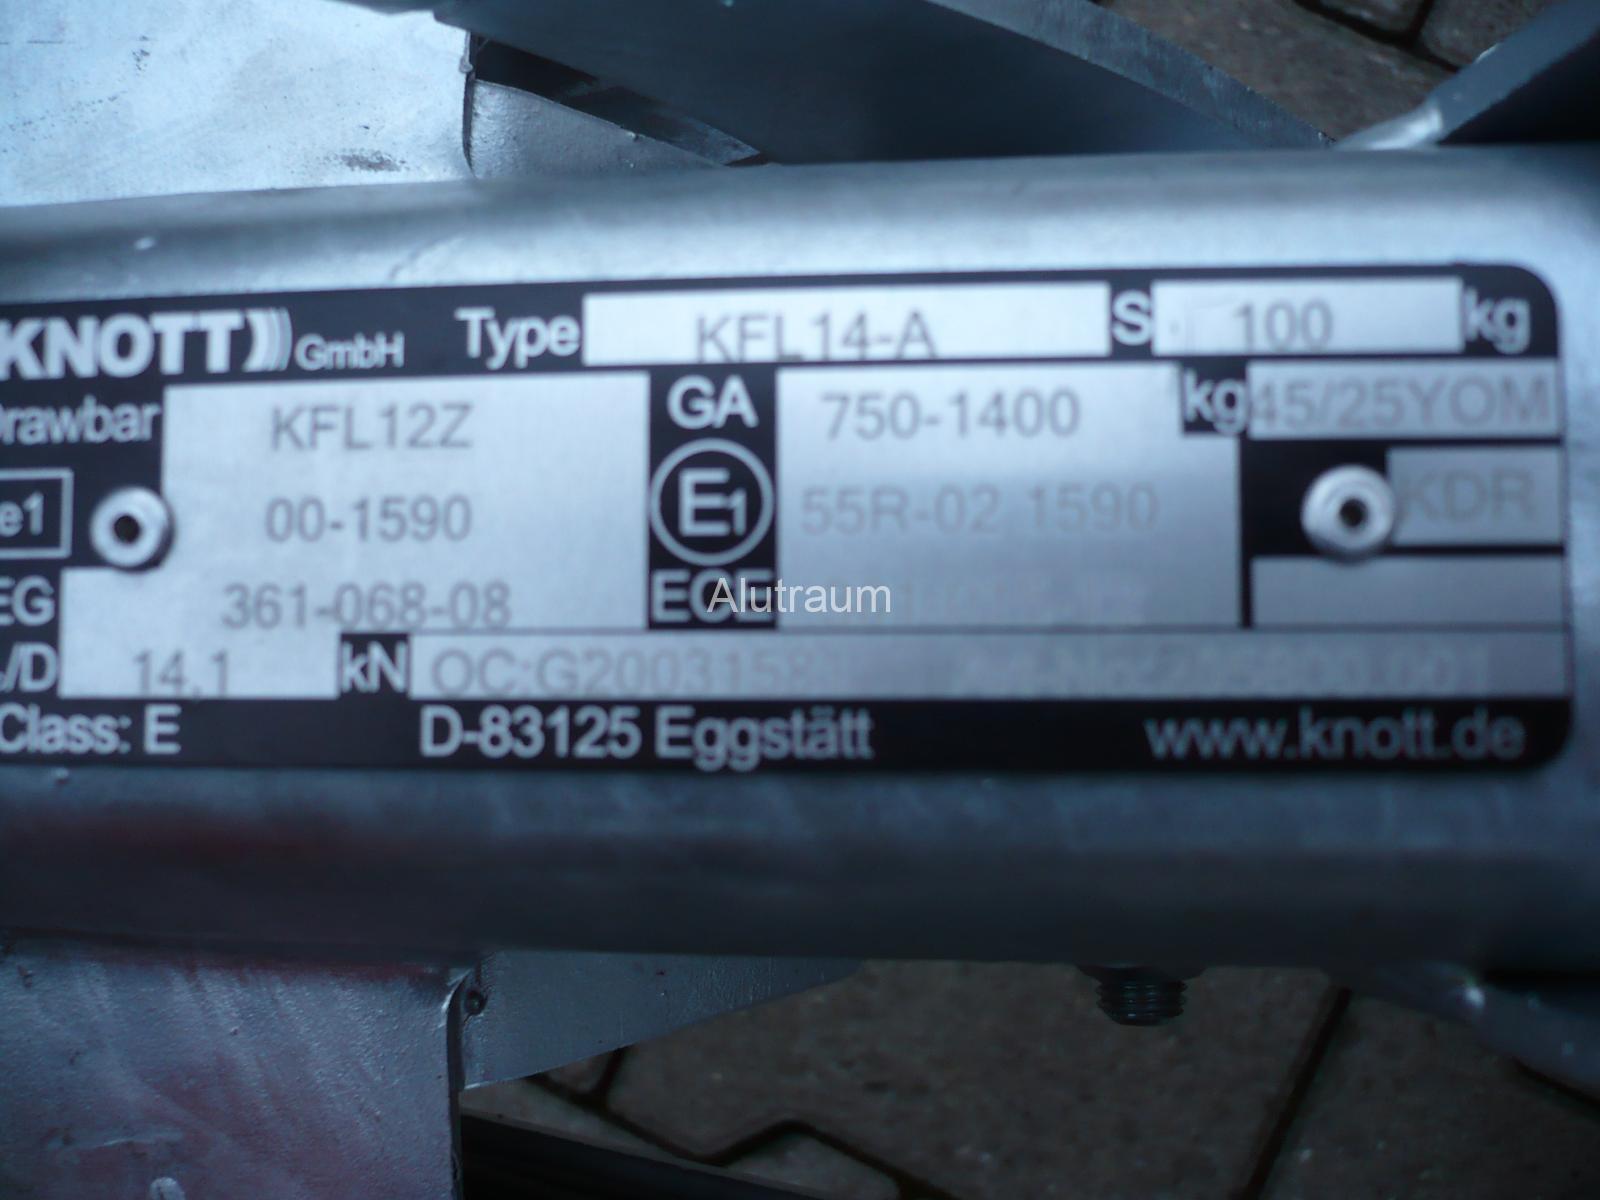 KNOTT GmbH Type KFL14-A S 100 kg
Drawbar KFL12Z GA 750-1400 kg 45/25YOM
e1 00-1590 E1 55R-02 1590 KDR
EG 361-068-08 ECE
/D 14,1 kN
Class: E D-83125 Eggstätt www.knott.de
Alutraum